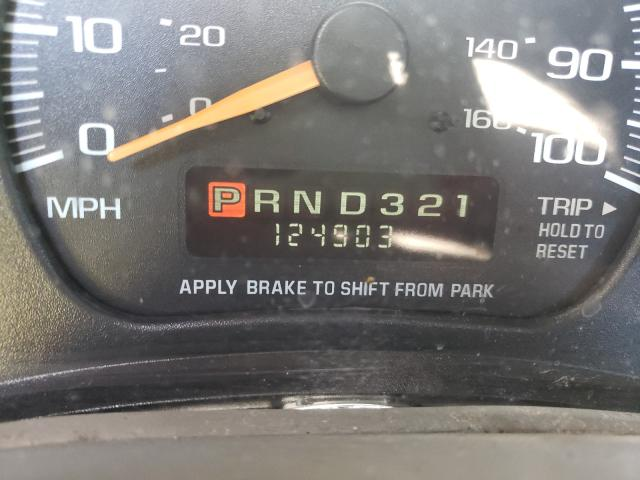 10 20 140 90
0 0 160 100
MPH PRND321 TRIP ►
124903 HOLD TO
RESET
APPLY BRAKE TO SHIFT FROM PARK